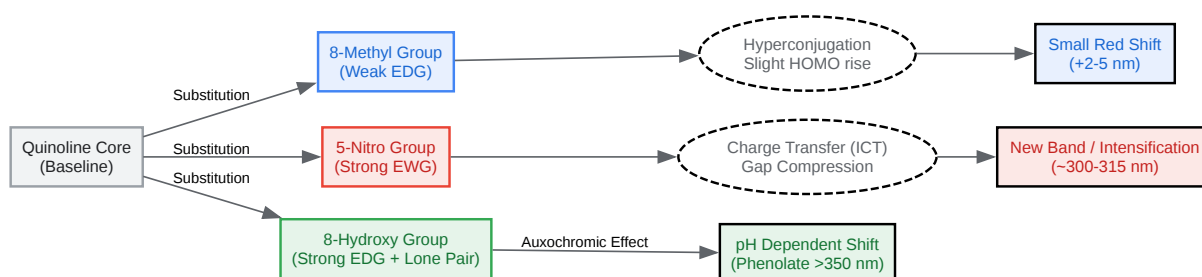 8-Methyl Group
(Weak EDG)
Hyperconjugation
Slight HOMO rise
Small Red Shift
(+2-5 nm)
Substitution
Quinoline Core
(Baseline)
Substitution
5-Nitro Group
(Strong EWG)
Charge Transfer (ICT)
Gap Compression
New Band / Intensification
(~300-315 nm)
Substitution
8-Hydroxy Group
(Strong EDG + Lone Pair)
Auxochromic Effect
pH Dependent Shift
(Phenolate >350 nm)